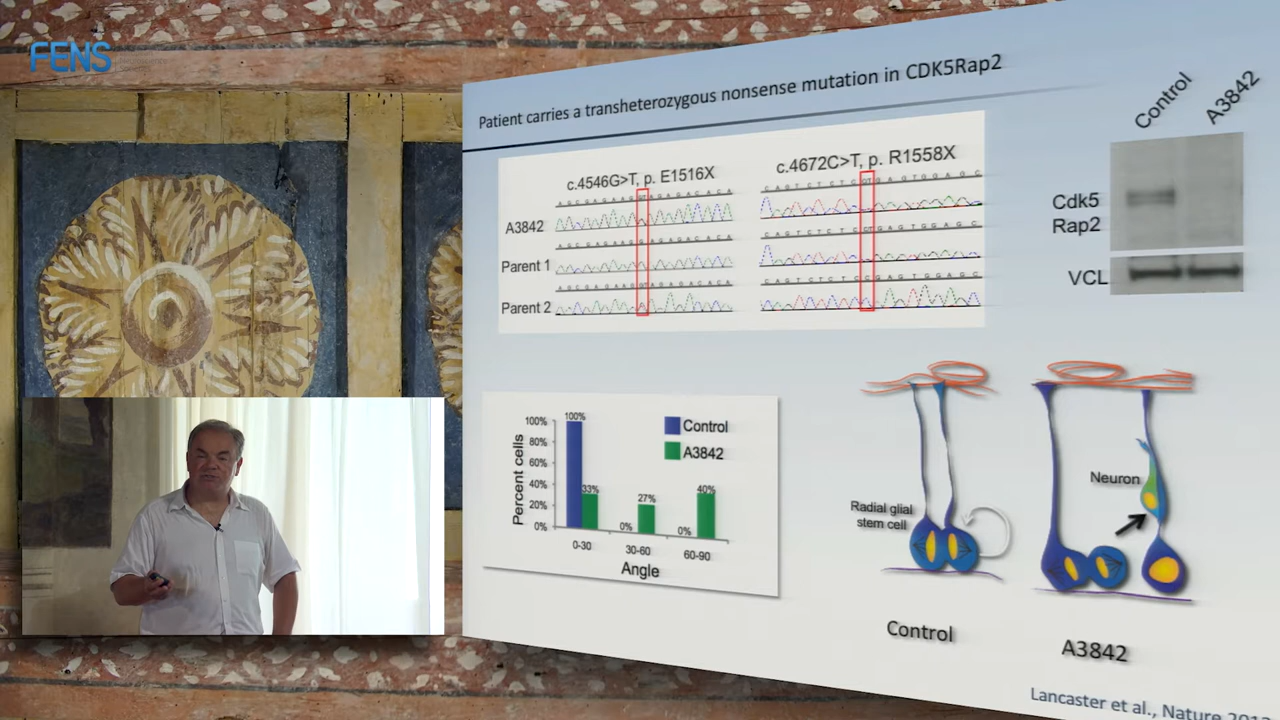 FENS
Patient carries a transheterozygous nonsense mutation in CDK5Rap2
c.4546G>T, p. E1516X
c.4672C>T, p. R1558X
A3842
Parent 1
Parent 2
Control
A3842
Cdk5
Rap2
VCL
Percent cells
100%
80%
60%
40%
20%
0%
100%
33%
0%
27%
0%
40%
0-30
30-60
60-90
Angle
Control
A3842
Radial glial
stem cell
Neuron
Control
A3842
Lancaster et al., Nature